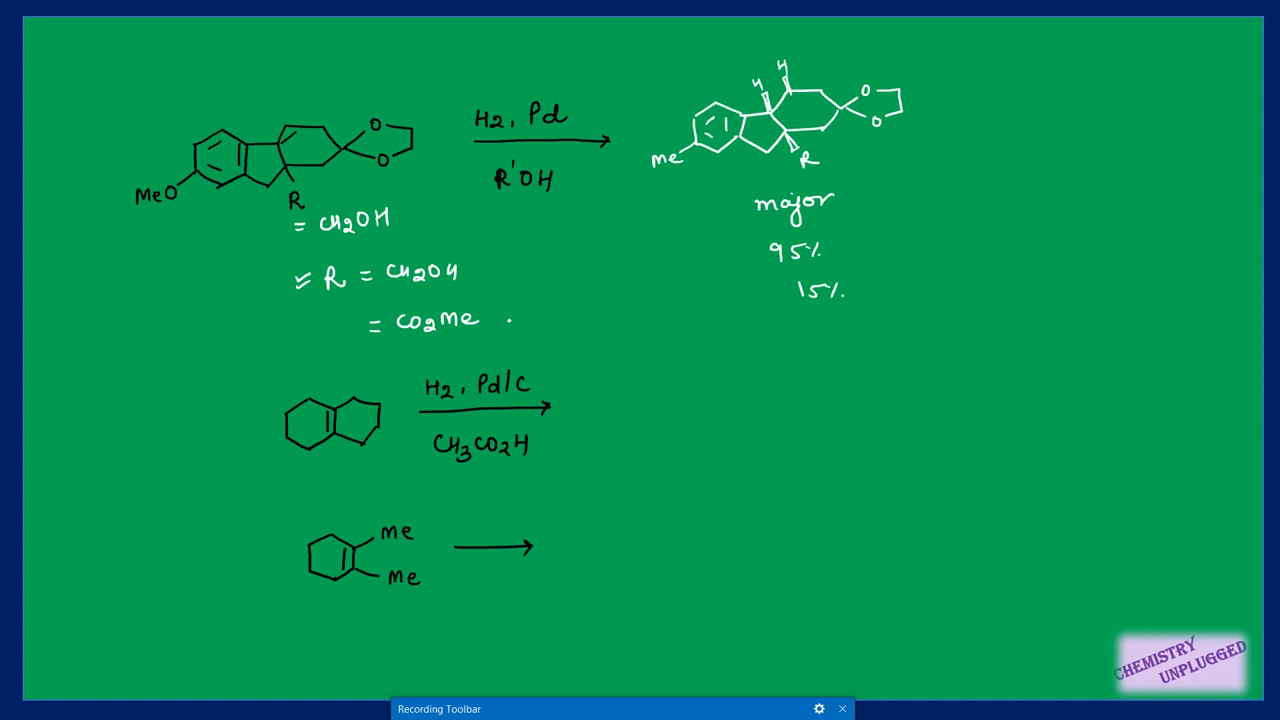 H
H
O
O
Me
R
O
O
MeO
R
H2, Pd
R'OH
= CH2OH
R = CH2OH
= CO2Me .
major
95%
15%
H2, Pd/C
CH3CO2H
Me
Me
CHEMISTRY
UNPLUGGED
Recording Toolbar